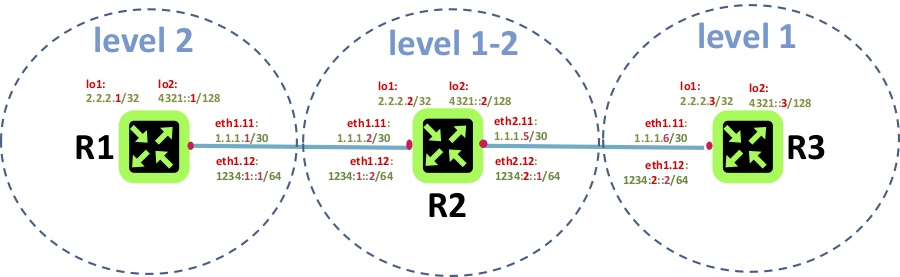 level 2
level 1-2
level 1
lo1:
2.2.2.1/32
lo2:
4321::1/128
lo1:
2.2.2.2/32
lo2:
4321::2/128
lo1:
2.2.2.3/32
lo2:
4321::3/128
R1
eth1.11:
1.1.1.1/30
eth1.12:
1234:1::1/64
eth1.11:
1.1.1.2/30
eth1.12:
1234:1::2/64
R2
eth2.11:
1.1.1.5/30
eth2.12:
1234:2::1/64
eth1.11:
1.1.1.6/30
eth1.12:
1234:2::2/64
R3